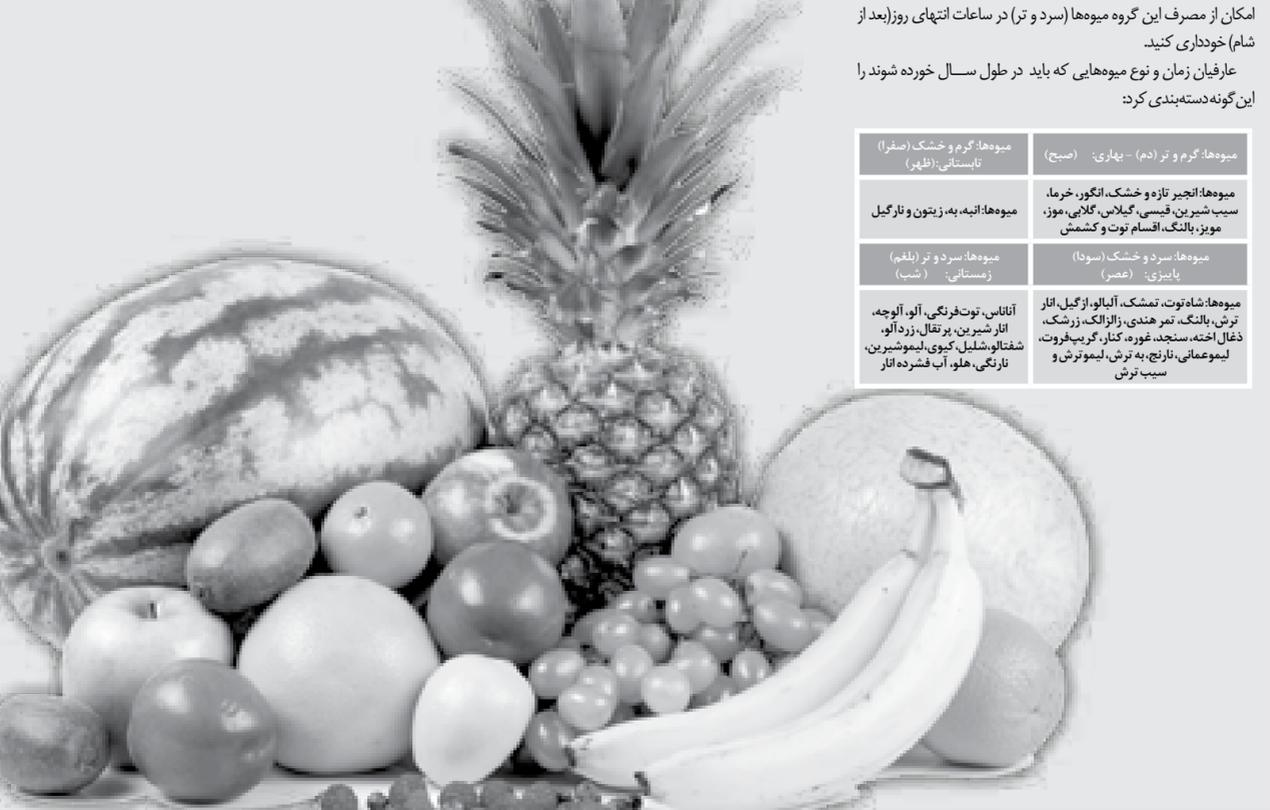 امکان از مصرف این گروه میوه‌ها (سرد و تر) در ساعات انتهای روز(بعد از
شام) خودداری کنید.
عارفیان زمان و نوع میوه‌هایی که باید در طول ســال خورده شوند را
این‌گونه‌دسته‌بندی کرد:
میوه‌ها: گرم و تر (دم) - بهاری: (صبح)
میوه‌ها: گرم و خشک (صفرا)
تابستانی:(ظهر)
میوه‌ها: انجیر تازه و خشک، انگور، خرما،
سیب شیرین، قیسی، گیلاس، گلابی، موز،
مویز، بالنگ، اقسام توت و کشمش
میوه‌ها: انبه، به، زیتون و نارگیل
میوه‌ها: سرد و خشک (سودا)
پاییزی: (عصر)
میوه‌ها: سرد و تر (بلغم)
زمستانی: ( شب)
میوه‌ها: شاه‌توت، تمشک، آلبالو، ازگیل، انار
ترش، بالنگ، تمر هندی، زالزالک، زرشک،
ذغال اخته، سنجد، غوره، کنار، گریپ‌فروت،
لیموعمانی، نارنج، به ترش، لیموترش و
سیب ترش
آناناس، توت‌فرنگی، آلو، آلوچه،
انار شیرین، پرتقال، زردآلو،
شفتالو،شلیل،کیوی،لیموشیرین،
نارنگی، هلو، آب فشرده انار